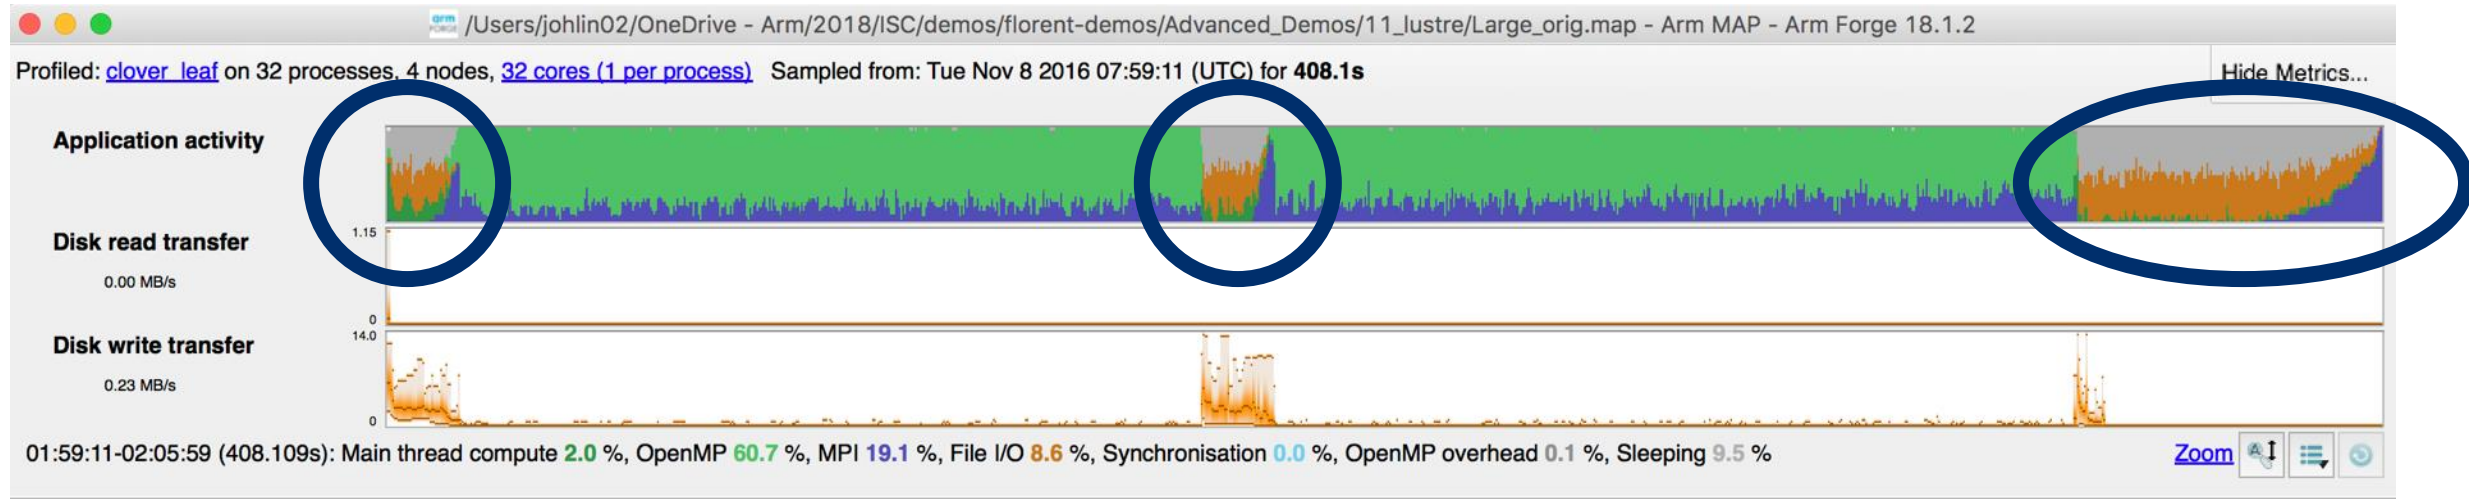 arm FORGE /Users/johlin02/OneDrive - Arm/2018/ISC/demos/florent-demos/Advanced_Demos/11_lustre/Large_orig.map - Arm MAP - Arm Forge 18.1.2
Profiled: clover_leaf on 32 processes, 4 nodes, 32 cores (1 per process) Sampled from: Tue Nov 8 2016 07:59:11 (UTC) for 408.1s Hide Metrics...
Application activity
Disk read transfer
1.15
0.00 MB/s
0
Disk write transfer
14.0
0.23 MB/s
0
01:59:11-02:05:59 (408.109s): Main thread compute 2.0 %, OpenMP 60.7 %, MPI 19.1 %, File I/O 8.6 %, Synchronisation 0.0 %, OpenMP overhead 0.1 %, Sleeping 9.5 % Zoom